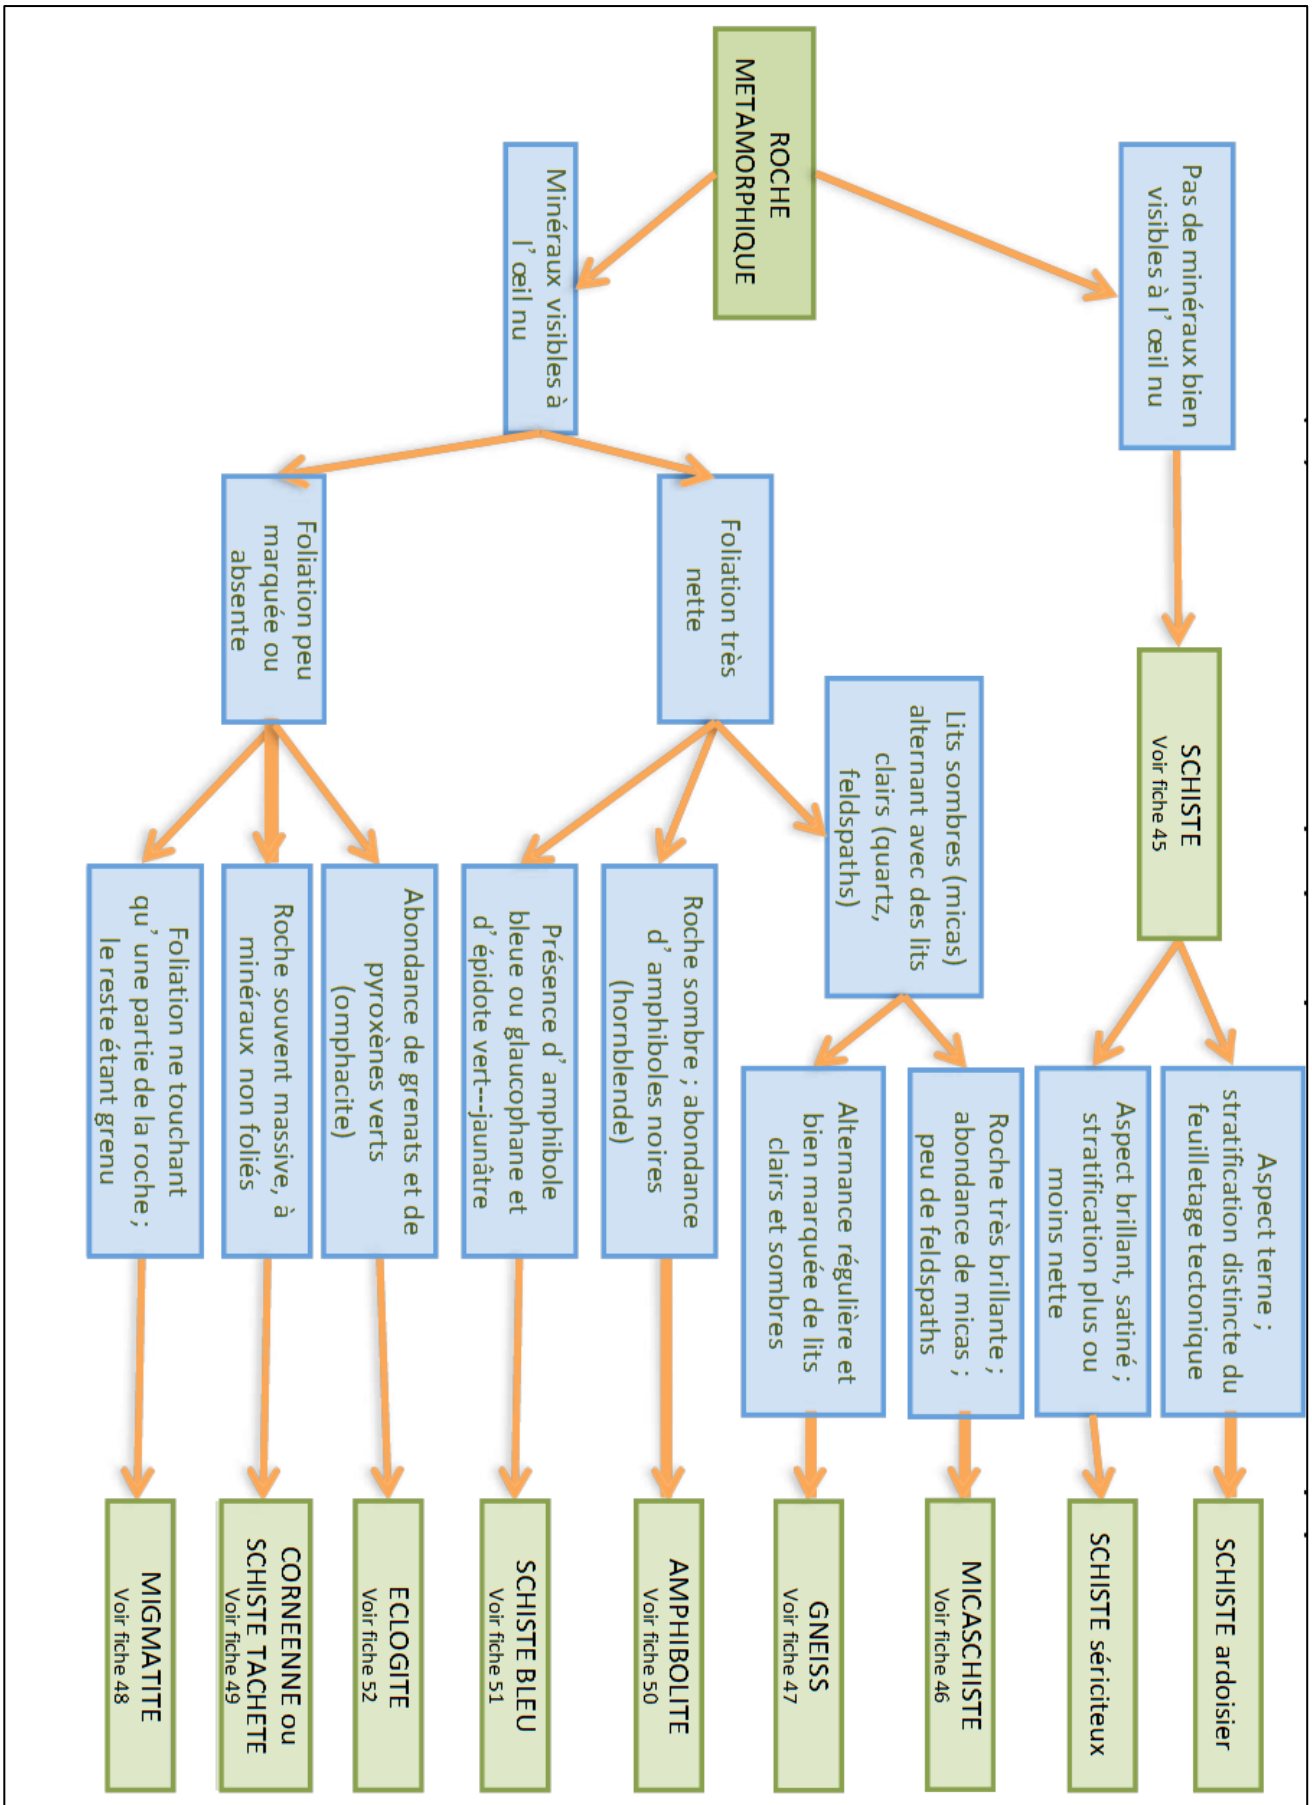 ROCHE
METAMORPHIQUE
Pas de minéraux bien
visibles à l’ œil nu
Minéraux visibles à
l’ œil nu
SCHISTE
Voir fiche 45
Foliation très
nette
Foliation peu
marquée ou
absente
Lits sombres (micas)
alternant avec des lits
clairs (quartz,
feldspaths)
Aspect terne ;
stratification distincte du
feuilletage tectonique
Aspect brillant, satiné ;
stratification plus ou
moins nette
Roche très brillante ;
abondance de micas ;
peu de feldspaths
Alternance régulière et
bien marquée de lits
clairs et sombres
Roche sombre ; abondance
d’ amphiboles noires
(hornblende)
Présence d’ amphibole
bleue ou glaucophane et
d’ épidote vert---jaunâtre
Abondance de grenats et de
pyroxènes verts
(omphacite)
Roche souvent massive, à
minéraux non foliés
Foliation ne touchant
qu’ une partie de la roche ;
le reste étant grenu
SCHISTE ardoisier
SCHISTE sériciteux
MICASCHISTE
Voir fiche 46
GNEISS
Voir fiche 47
AMPHIBOLITE
Voir fiche 50
SCHISTE BLEU
Voir fiche 51
ECLOGITE
Voir fiche 52
CORNEENNE ou
SCHISTE TACHETE
Voir fiche 49
MIGMATITE
Voir fiche 48